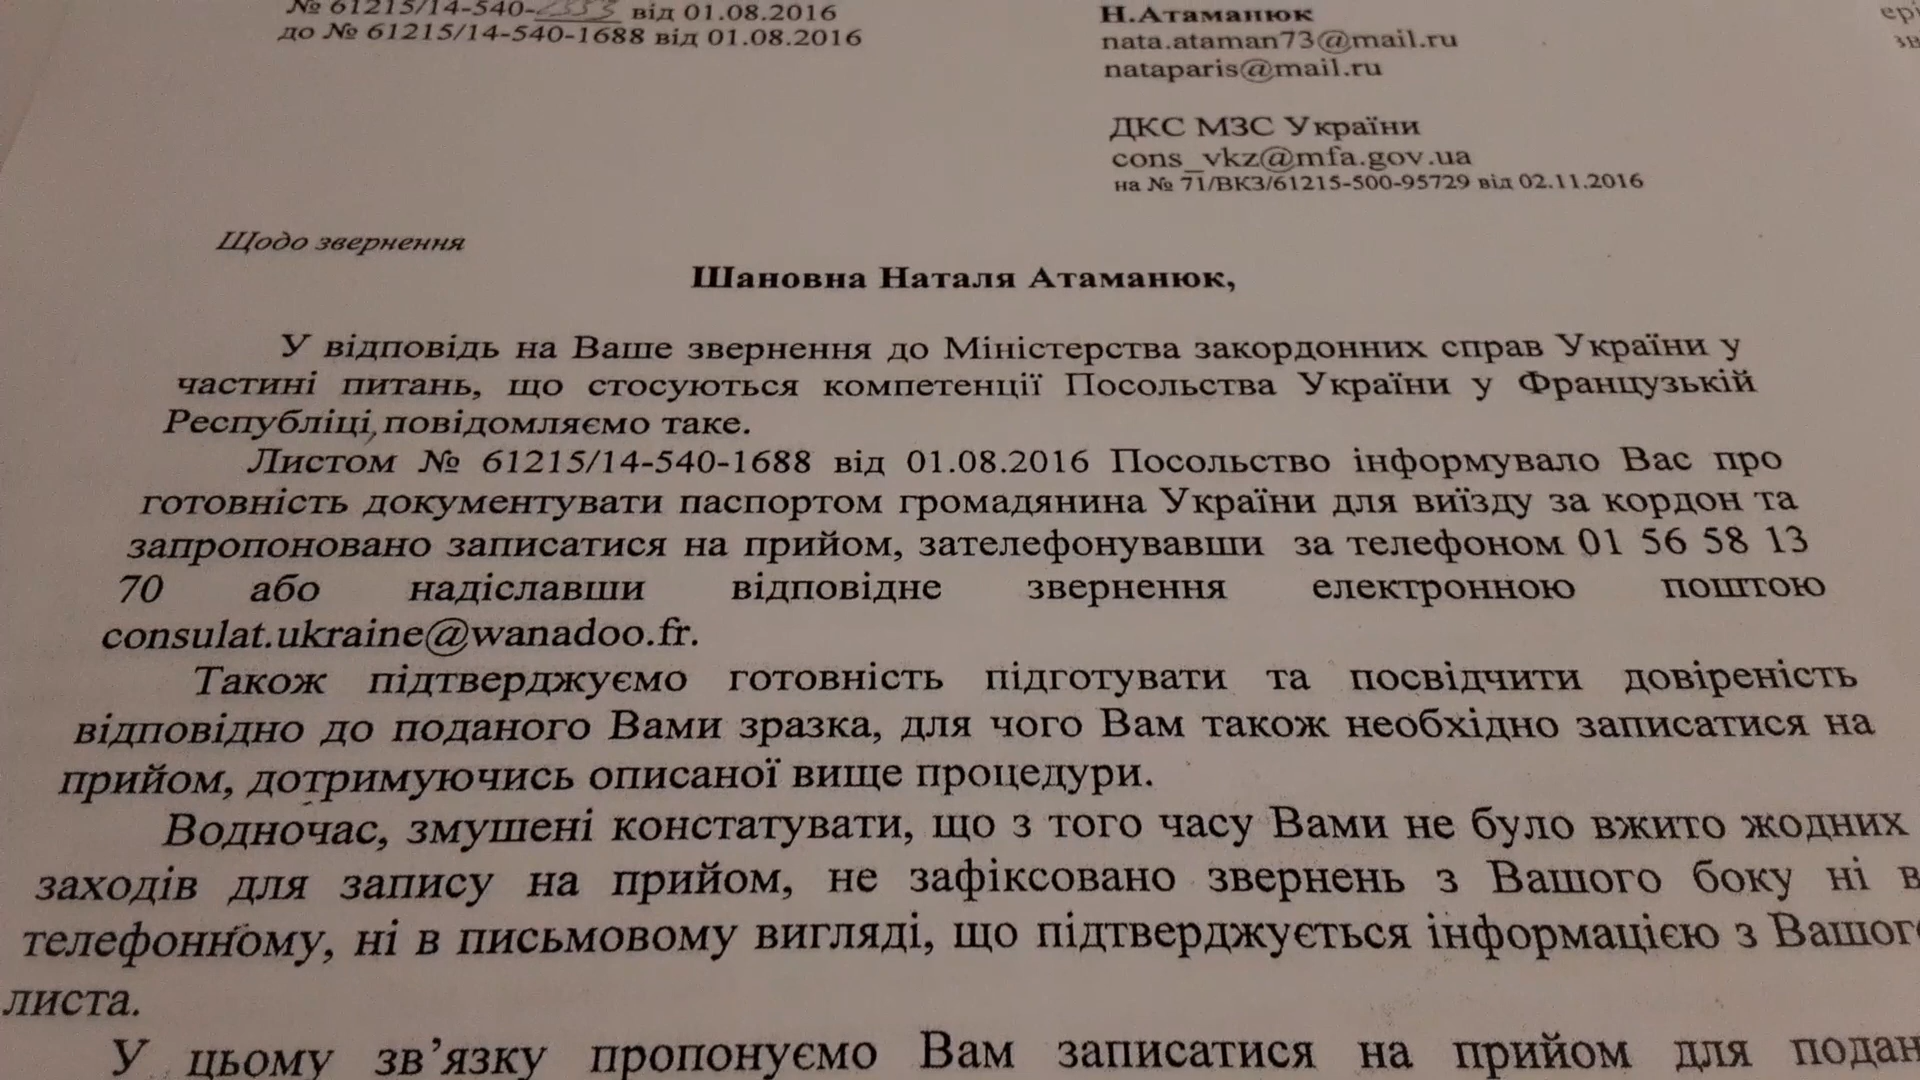 № 61215/14-540-2333 від 01.08.2016
до № 61215/14-540-1688 від 01.08.2016
Н.Атаманюк
nata.ataman73@mail.ru
nataparis@mail.ru
ДКС МЗС України
cons_vkz@mfa.gov.ua
на № 71/ВКЗ/61215-500-95729 від 02.11.2016
Щодо звернення
Шановна Наталя Атаманюк,
У відповідь на Ваше звернення до Міністерства закордонних справ України у
частині питань, що стосуються компетенції Посольства України у Французькій
Республіці, повідомляємо таке.
Листом № 61215/14-540-1688 від 01.08.2016 Посольство інформувало Вас про
готовність документувати паспортом громадянина України для виїзду за кордон та
запропоновано записатися на прийом, зателефонувавши за телефоном 01 56 58 13
70 або надіславши відповідне звернення електронною поштою
consulat.ukraine@wanadoo.fr.
Також підтверджуємо готовність підготувати та посвідчити довіреність
відповідно до поданого Вами зразка, для чого Вам також необхідно записатися на
прийом, дотримуючись описаної вище процедури.
Водночас, змушені констатувати, що з того часу Вами не було вжито жодних
заходів для запису на прийом, не зафіксовано звернень з Вашого боку ні в
телефонному, ні в письмовому вигляді, що підтверджується інформацією з Вашого
листа.
У цьому зв’язку пропонуємо Вам записатися на прийом для подан